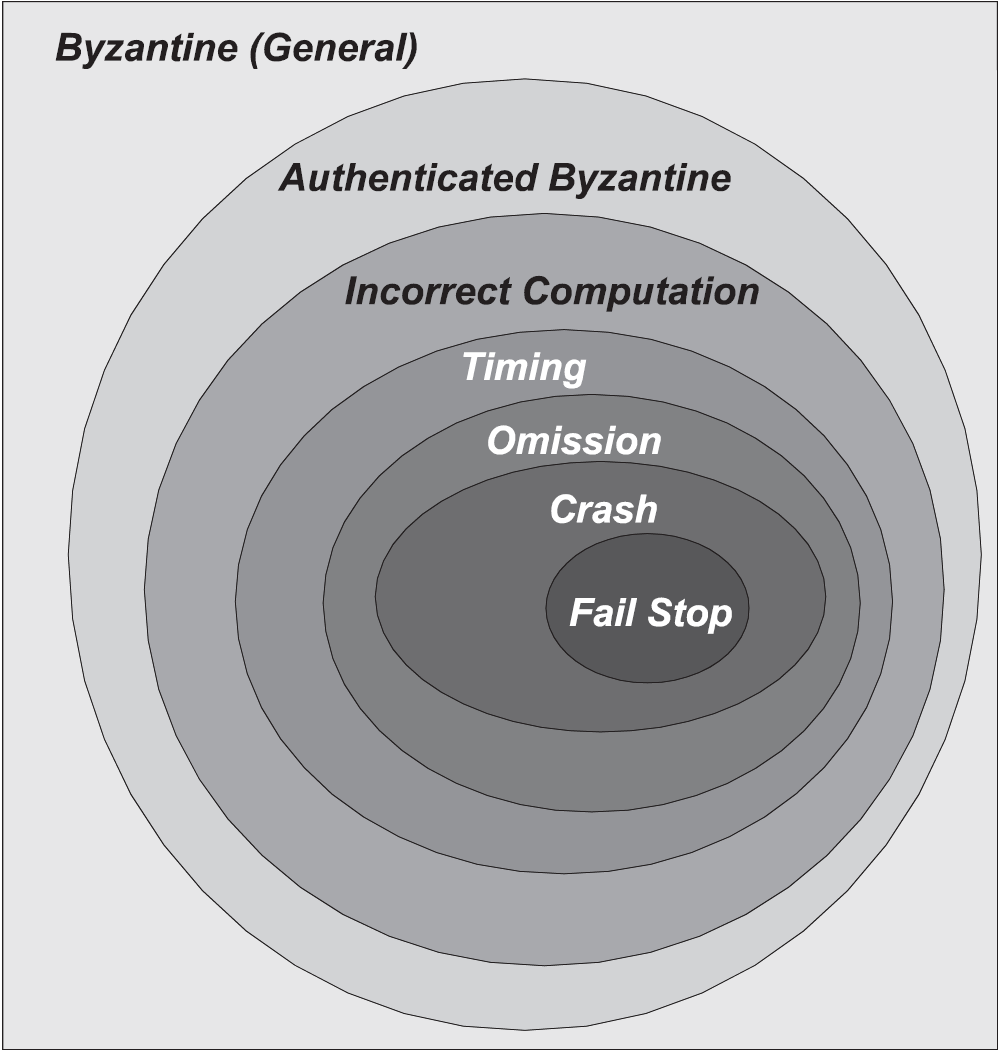 Byzantine (General)
Authenticated Byzantine
Incorrect Computation
Timing
Omission
Crash
Fail Stop